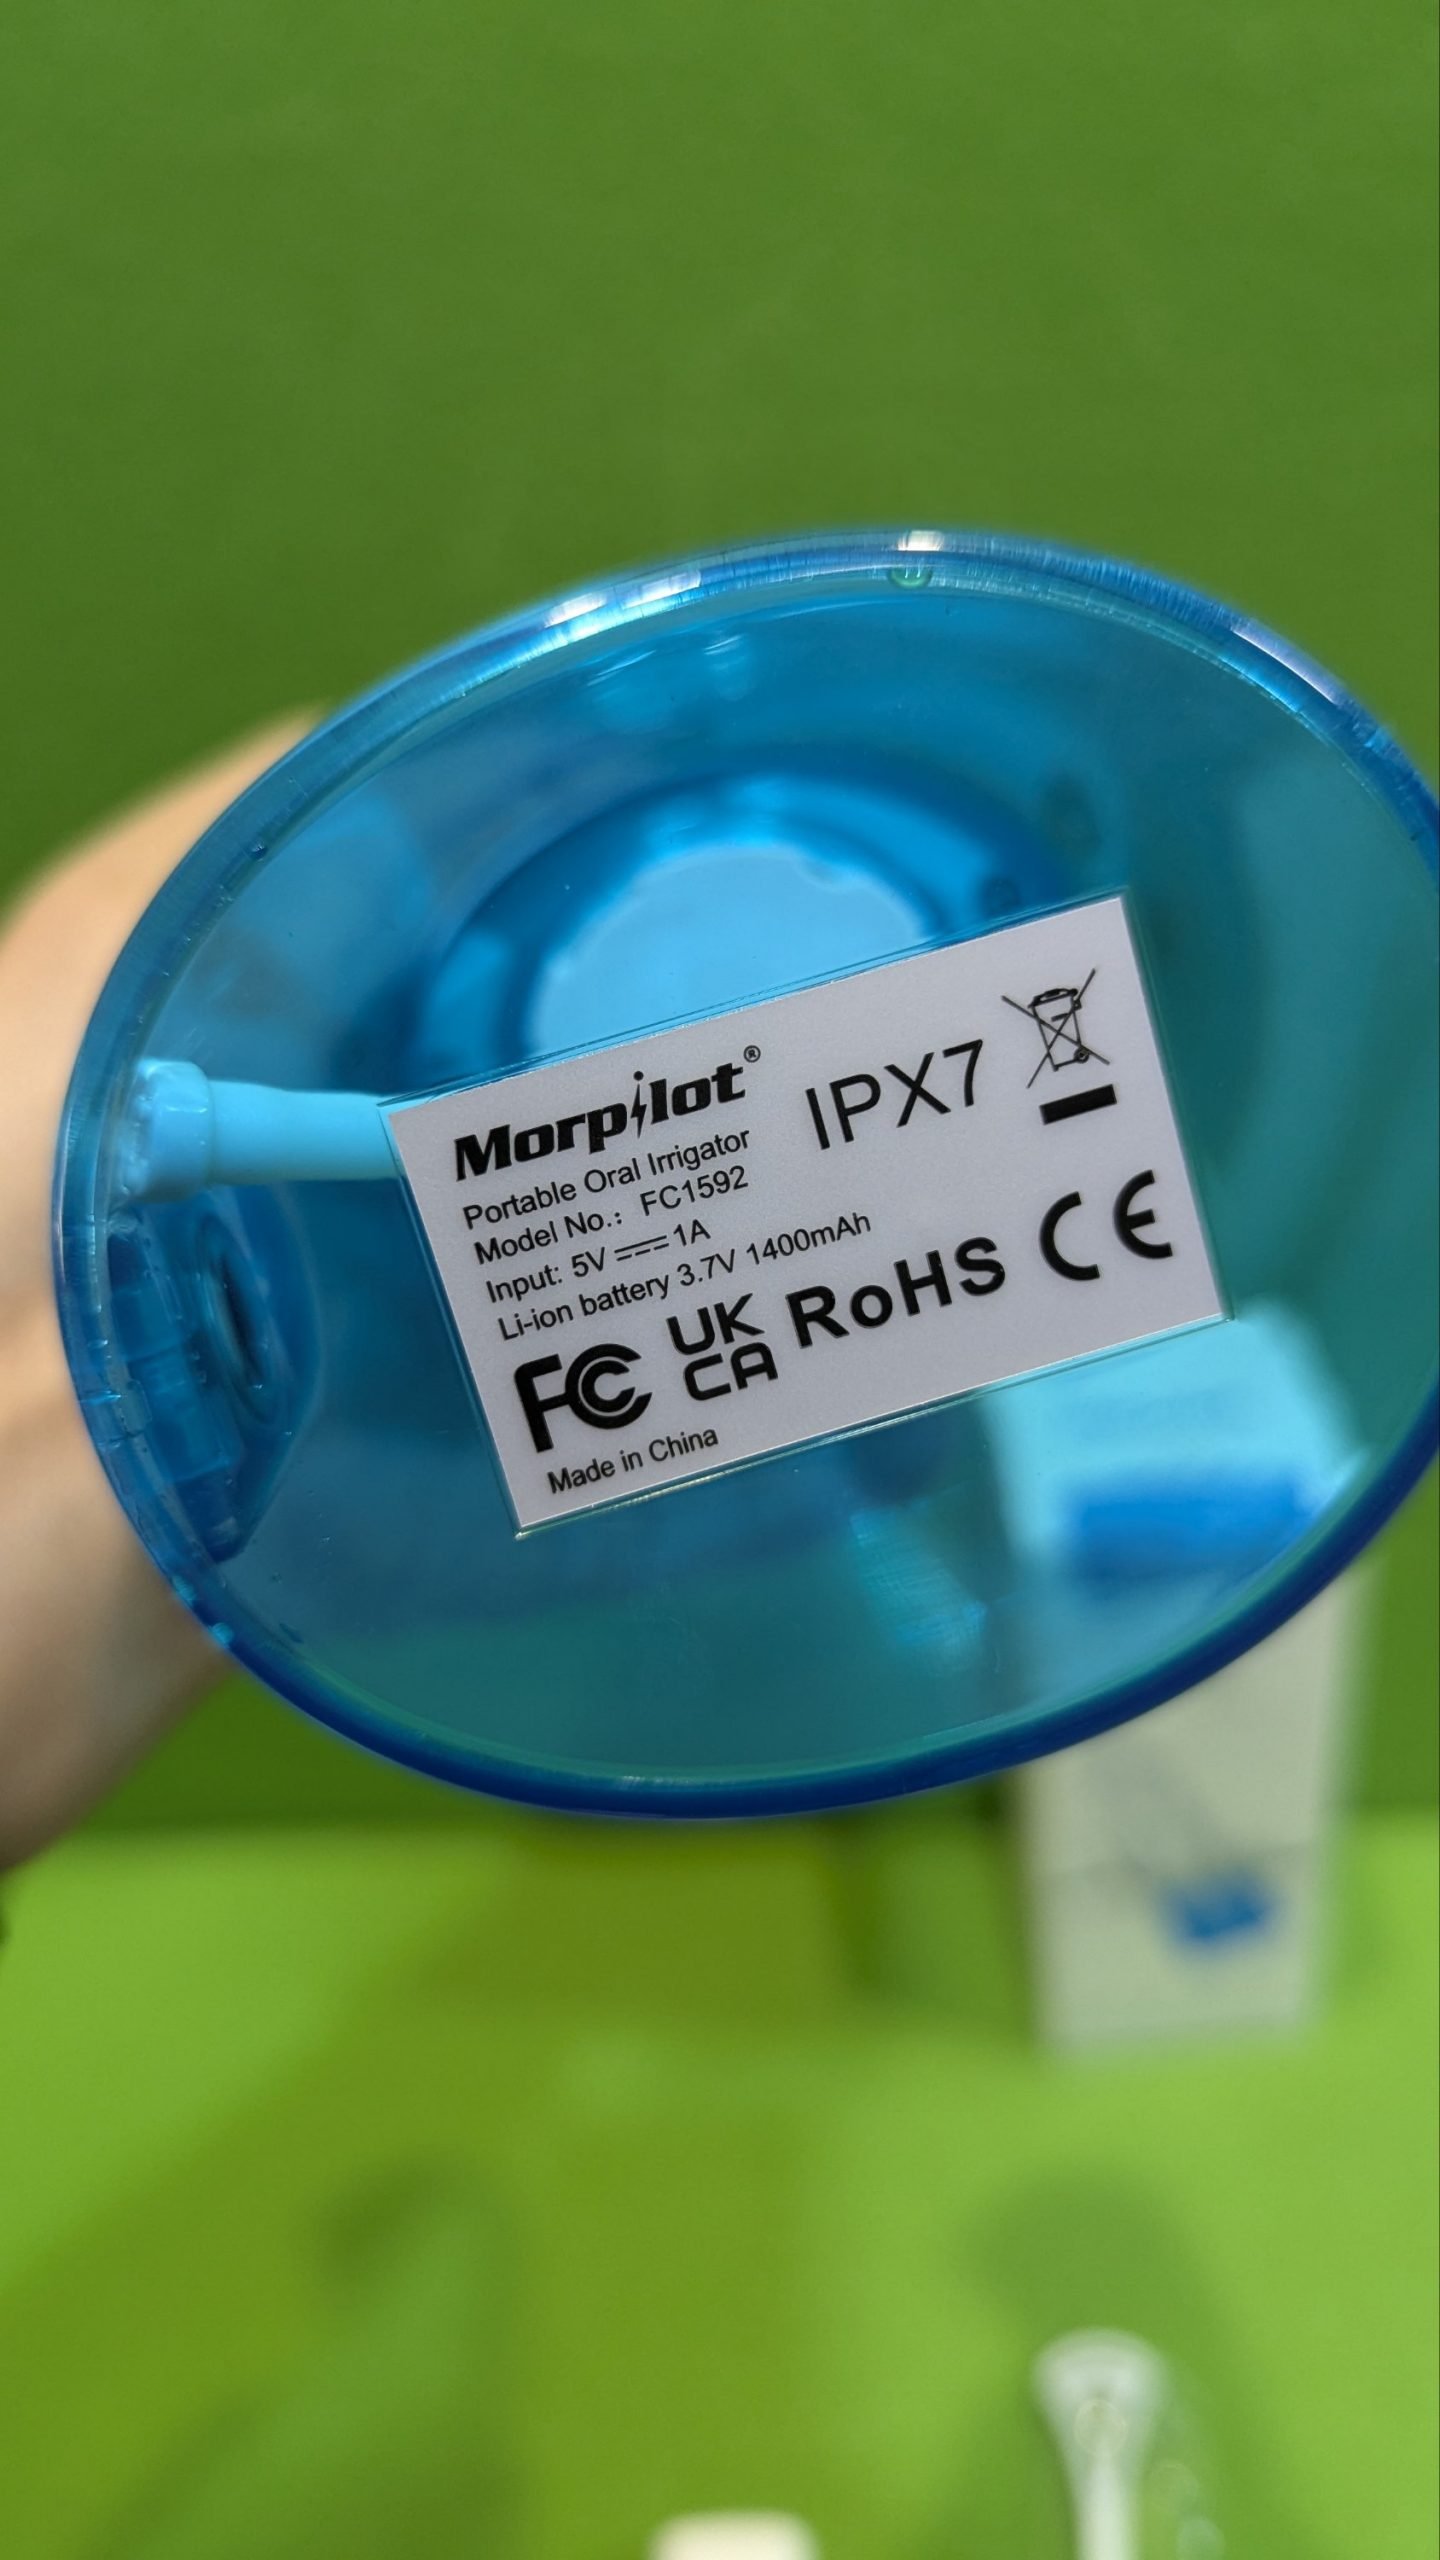 Morpilot®
IPX7
Portable Oral Irrigator
Model No.: FC1592
Input: 5V ⎓ 1A
Li-ion battery 3.7V 1400mAh
FC
UK
CA
RoHS
CE
Made in China